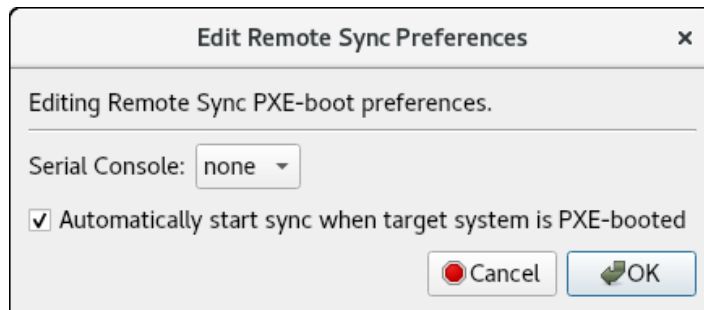 Edit Remote Sync Preferences
Editing Remote Sync PXE-boot preferences.
Serial Console: none
Automatically start sync when target system is PXE-booted
Cancel OK